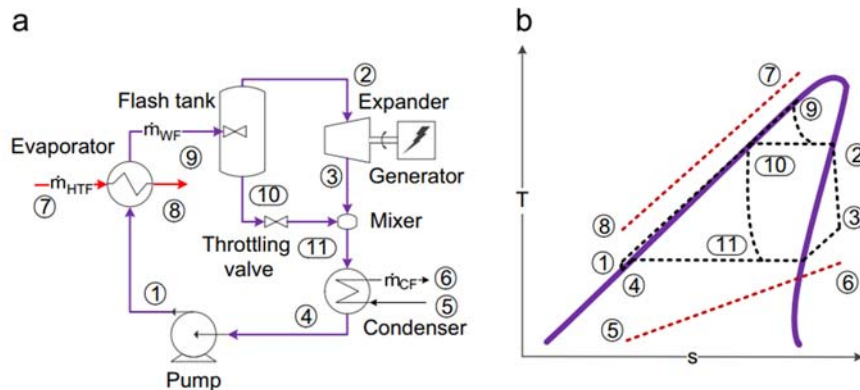 a
b
②
Flash tank
Expander
Evaporator
ṁWF
⑨
③
Generator
ṁHTF
⑦
⑧
⑩
Mixer
Throttling
valve
⑪
ṁCF
⑥
⑤
Condenser
①
④
Pump
⑦
⑨
⑩
②
T
⑧
③
⑪
①
④
⑥
⑤
s